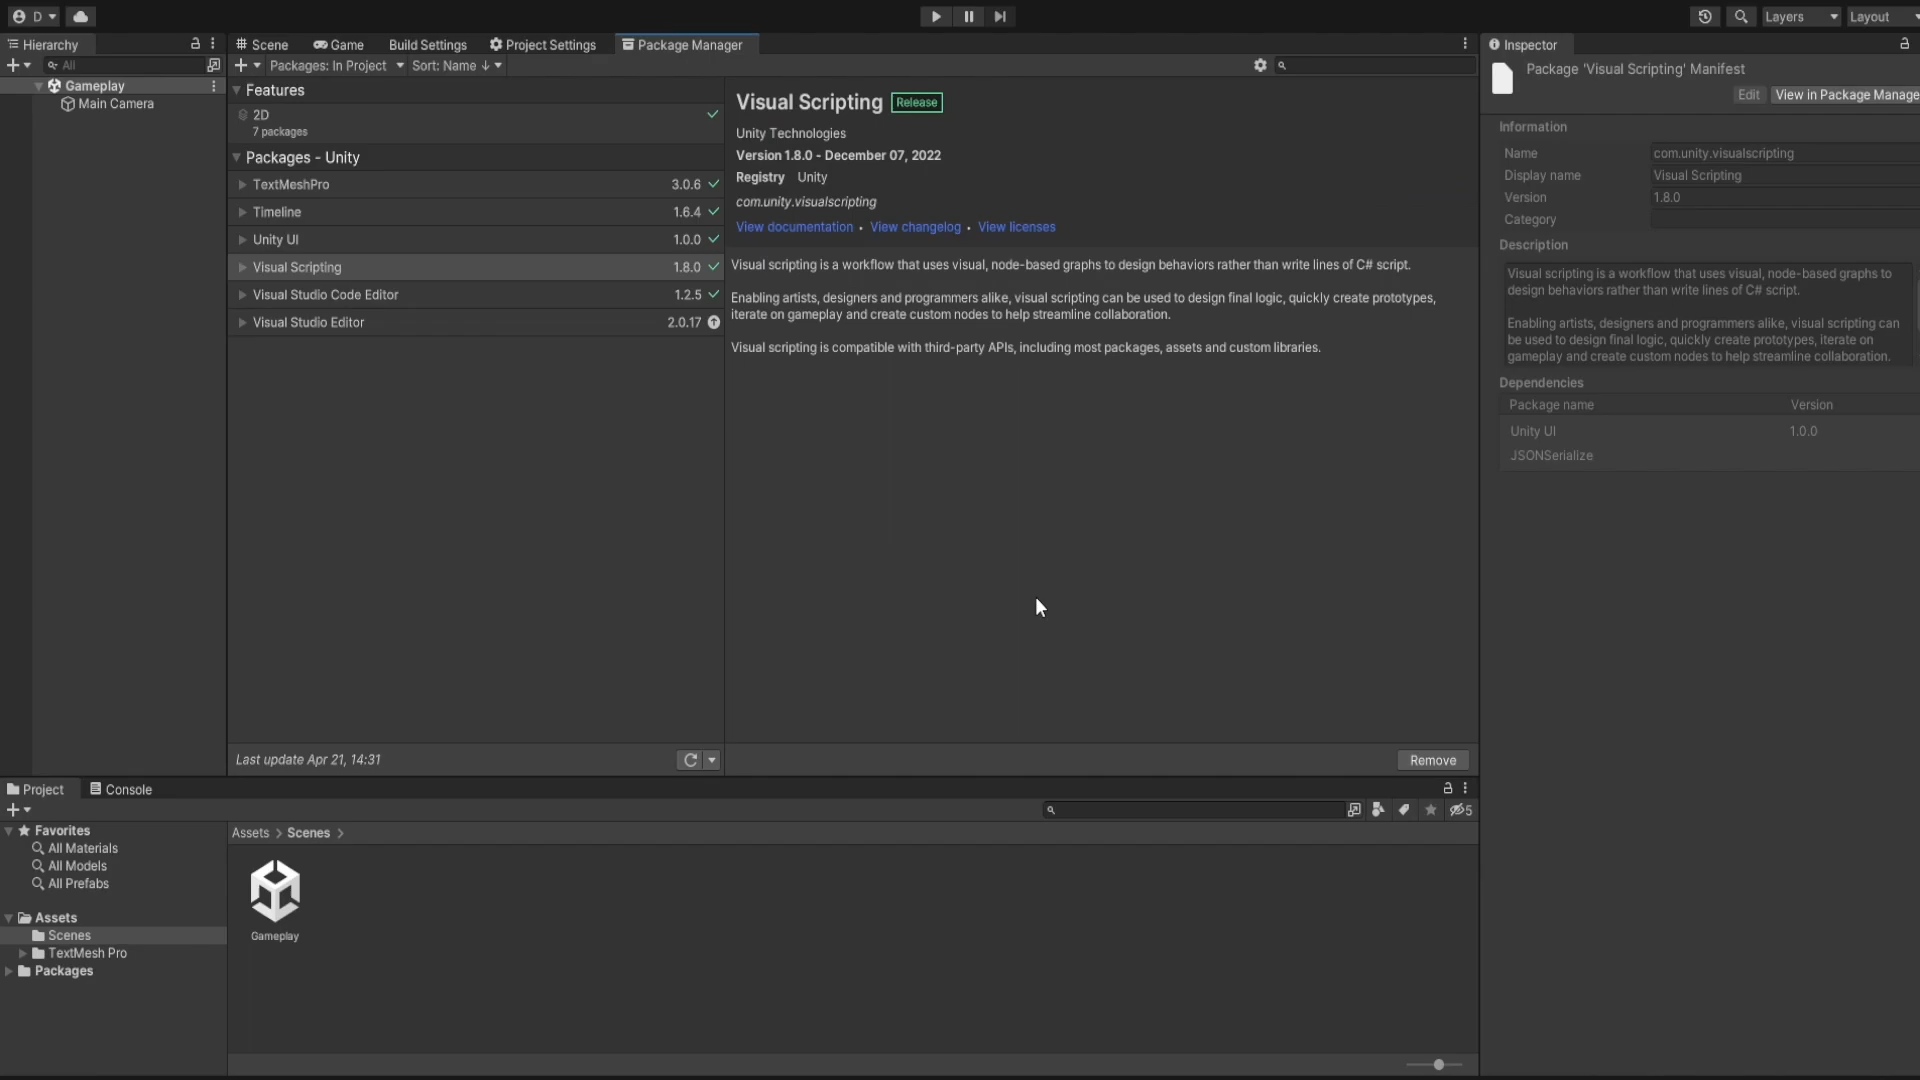 D
Layers
Layout
Hierarchy
All
Gameplay
Main Camera
Scene
Game
Build Settings
Project Settings
Package Manager
Packages: In Project
Sort: Name ↓
Features
2D
7 packages
Packages - Unity
TextMeshPro 3.0.6
Timeline 1.6.4
Unity UI 1.0.0
Visual Scripting 1.8.0
Visual Studio Code Editor 1.2.5
Visual Studio Editor 2.0.17
Last update Apr 21, 14:31
Visual Scripting Release
Unity Technologies
Version 1.8.0 - December 07, 2022
Registry Unity
com.unity.visualscripting
View documentation • View changelog • View licenses
Visual scripting is a workflow that uses visual, node-based graphs to design behaviors rather than write lines of C# script.
Enabling artists, designers and programmers alike, visual scripting can be used to design final logic, quickly create prototypes,
iterate on gameplay and create custom nodes to help streamline collaboration.
Visual scripting is compatible with third-party APIs, including most packages, assets and custom libraries.
Remove
Inspector
Package 'Visual Scripting' Manifest
Edit
View in Package Manage
Information
Name com.unity.visualscripting
Display name Visual Scripting
Version 1.8.0
Category
Description
Visual scripting is a workflow that uses visual, node-based graphs to
design behaviors rather than write lines of C# script.
Enabling artists, designers and programmers alike, visual scripting can
be used to design final logic, quickly create prototypes, iterate on
gameplay and create custom nodes to help streamline collaboration.
Dependencies
Package name Version
Unity UI 1.0.0
JSONSerialize
Project
Console
5
Favorites
All Materials
All Models
All Prefabs
Assets
Scenes
TextMesh Pro
Packages
Assets > Scenes >
Gameplay